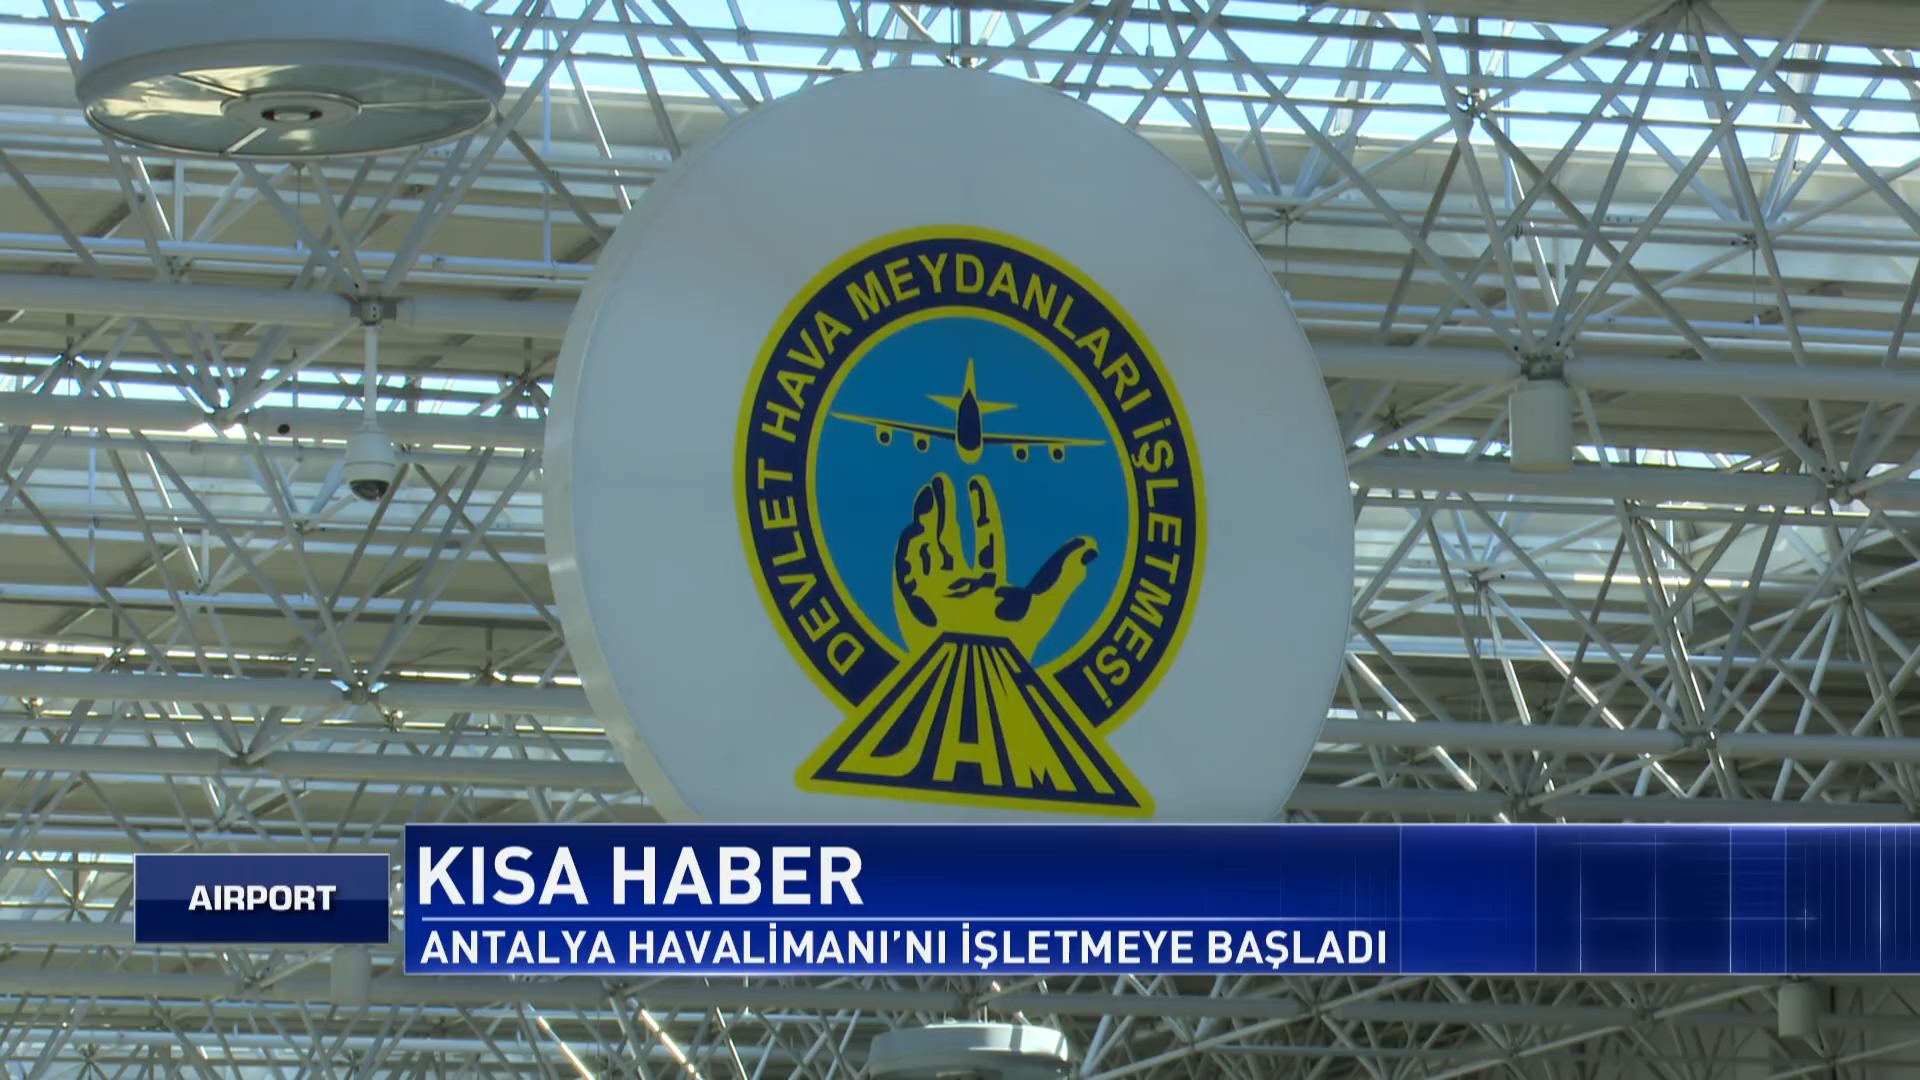 DEVLET HAVA MEYDANLARI İŞLETMESİ
DHMİ
KISA HABER
AIRPORT
ANTALYA HAVALİMANI'NI İŞLETMEYE BAŞLADI